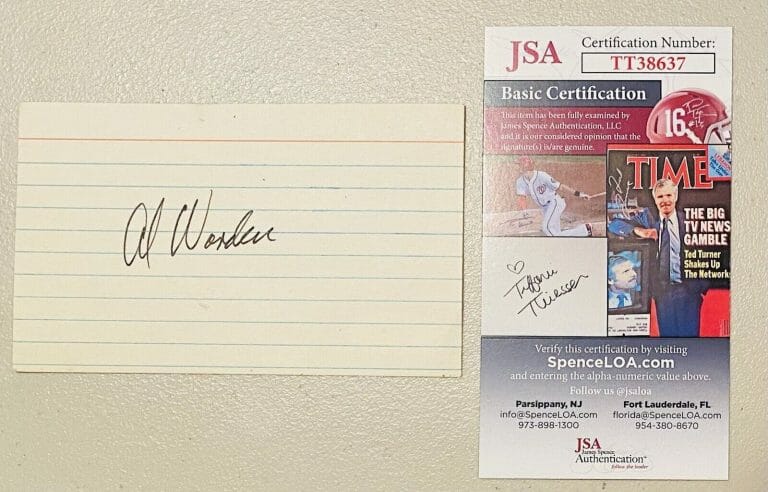 Al Worden
JSA
Certification Number:
TT38637
Basic Certification
This item has been fully examined by
James Spence Authentication, LLC
and it is our considered opinion that the
signature(s) is/are genuine.
16
TIME
THE BIG
TV NEWS
GAMBLE
Ted Turner
Shakes Up
The Network
Tiffani
Thiessen
Verify this certification by visiting
SpenceLOA.com
and entering the alpha-numeric value above.
Follow us @jsaloa
Parsippany, NJ
info@SpenceLOA.com
973-898-1300
Fort Lauderdale, FL
florida@SpenceLOA.com
954-380-8670
JSA
James Spence
Authentication
follow the leader